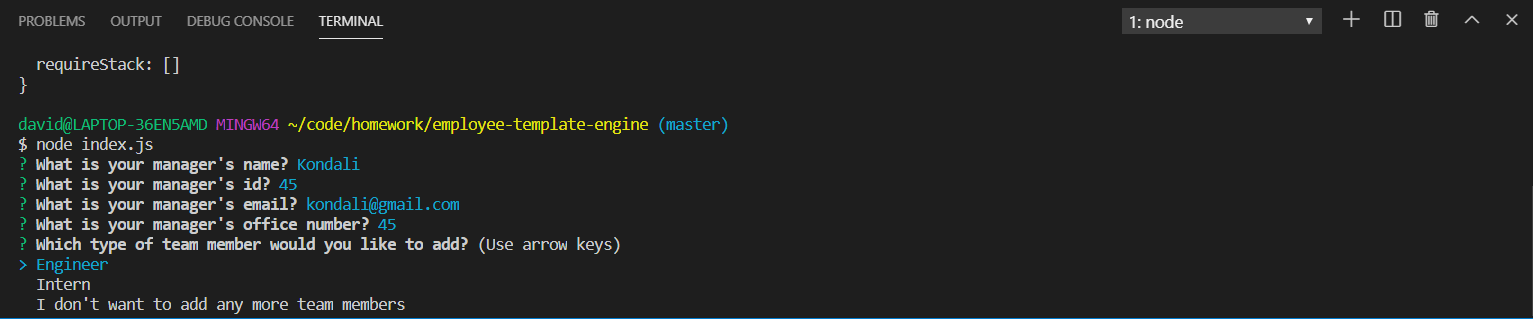 PROBLEMS OUTPUT DEBUG CONSOLE TERMINAL 1: node
requireStack: []
}
david@LAPTOP-36EN5AMD MINGW64 ~/code/homework/employee-template-engine (master)
$ node index.js
? What is your manager's name? Kondali
? What is your manager's id? 45
? What is your manager's email? kondali@gmail.com
? What is your manager's office number? 45
? Which type of team member would you like to add? (Use arrow keys)
> Engineer
Intern
I don't want to add any more team members